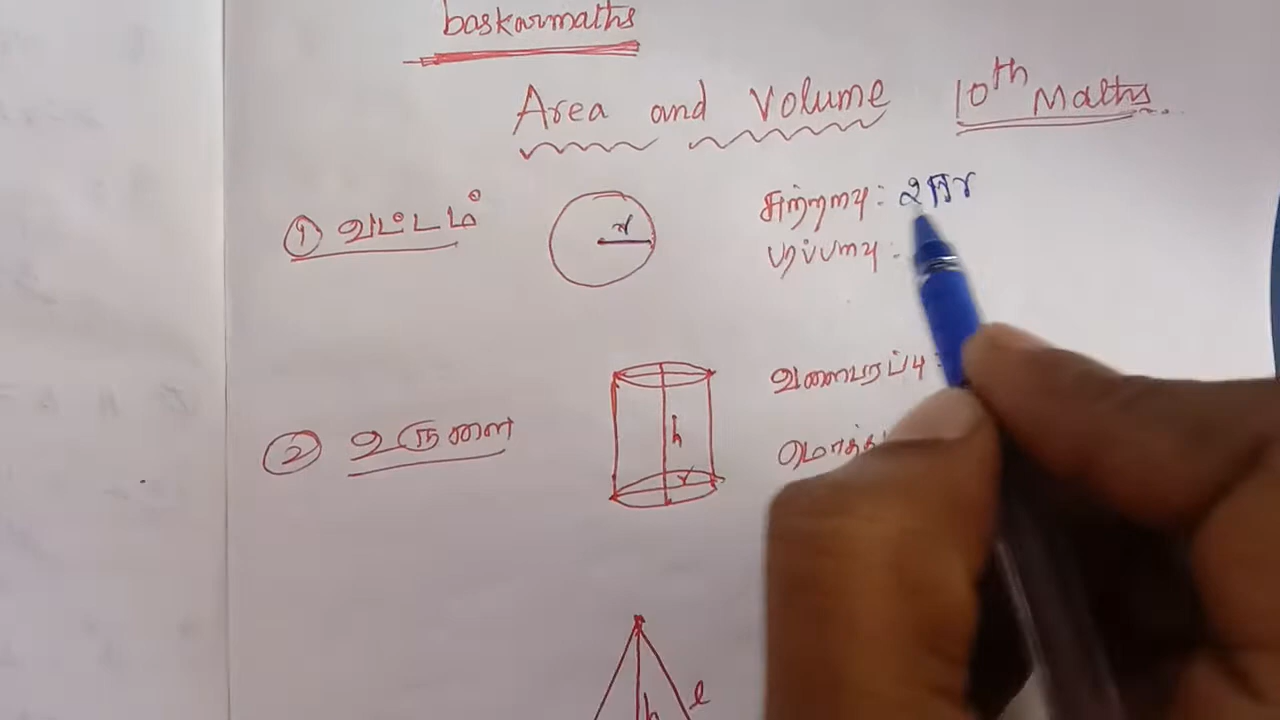 baskarmaths
Area and Volume 10th Maths
① வட்டம்
r
சுற்றளவு : 2πr
பரப்பளவு :
② உருளை
h
r
வளைபரப்பு :
l
h